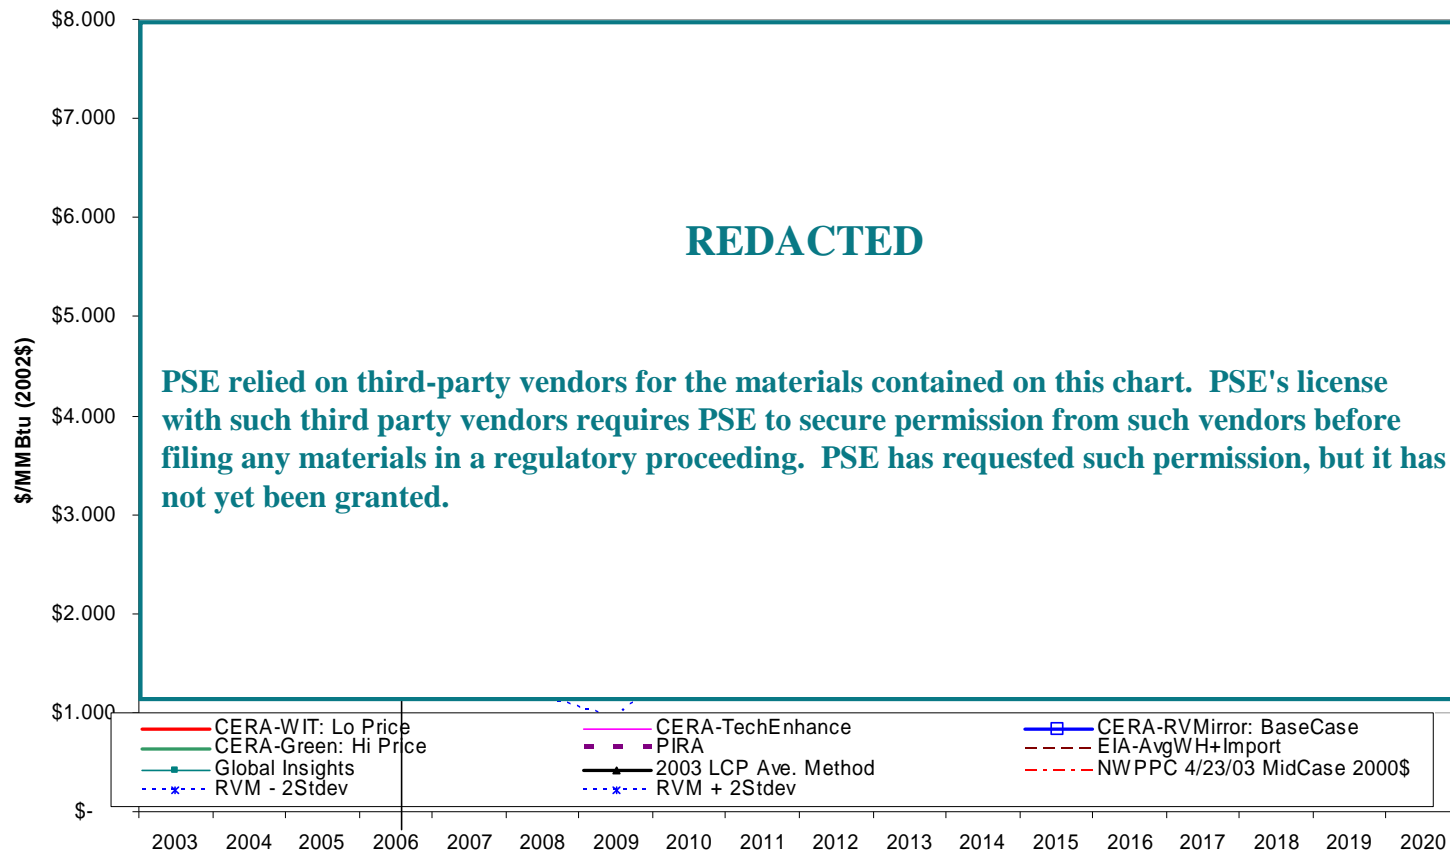 $8.000
$7.000
$6.000
REDACTED
$5.000
$/MMBtu (2002$)
PSE relied on third-party vendors for the materials contained on this chart.  PSE's license
$4.000
with such third party vendors requires PSE to secure permission from such vendors before
filing any materials in a regulatory proceeding.  PSE has requested such permission, but it has
not yet been granted.
$3.000
$2.000
$1.000
CERA-WIT: Lo Price CERA-TechEnhance CERA-RVMirror: BaseCase
CERA-Green: Hi Price PIRA EIA-AvgWH+Import
Global Insights 2003 LCP Ave. Method NWPPC 4/23/03 MidCase 2000$
RVM - 2Stdev RVM + 2Stdev
$-
2003 2004 2005 2006 2007 2008 2009 2010 2011 2012 2013 2014 2015 2016 2017 2018 2019 2020